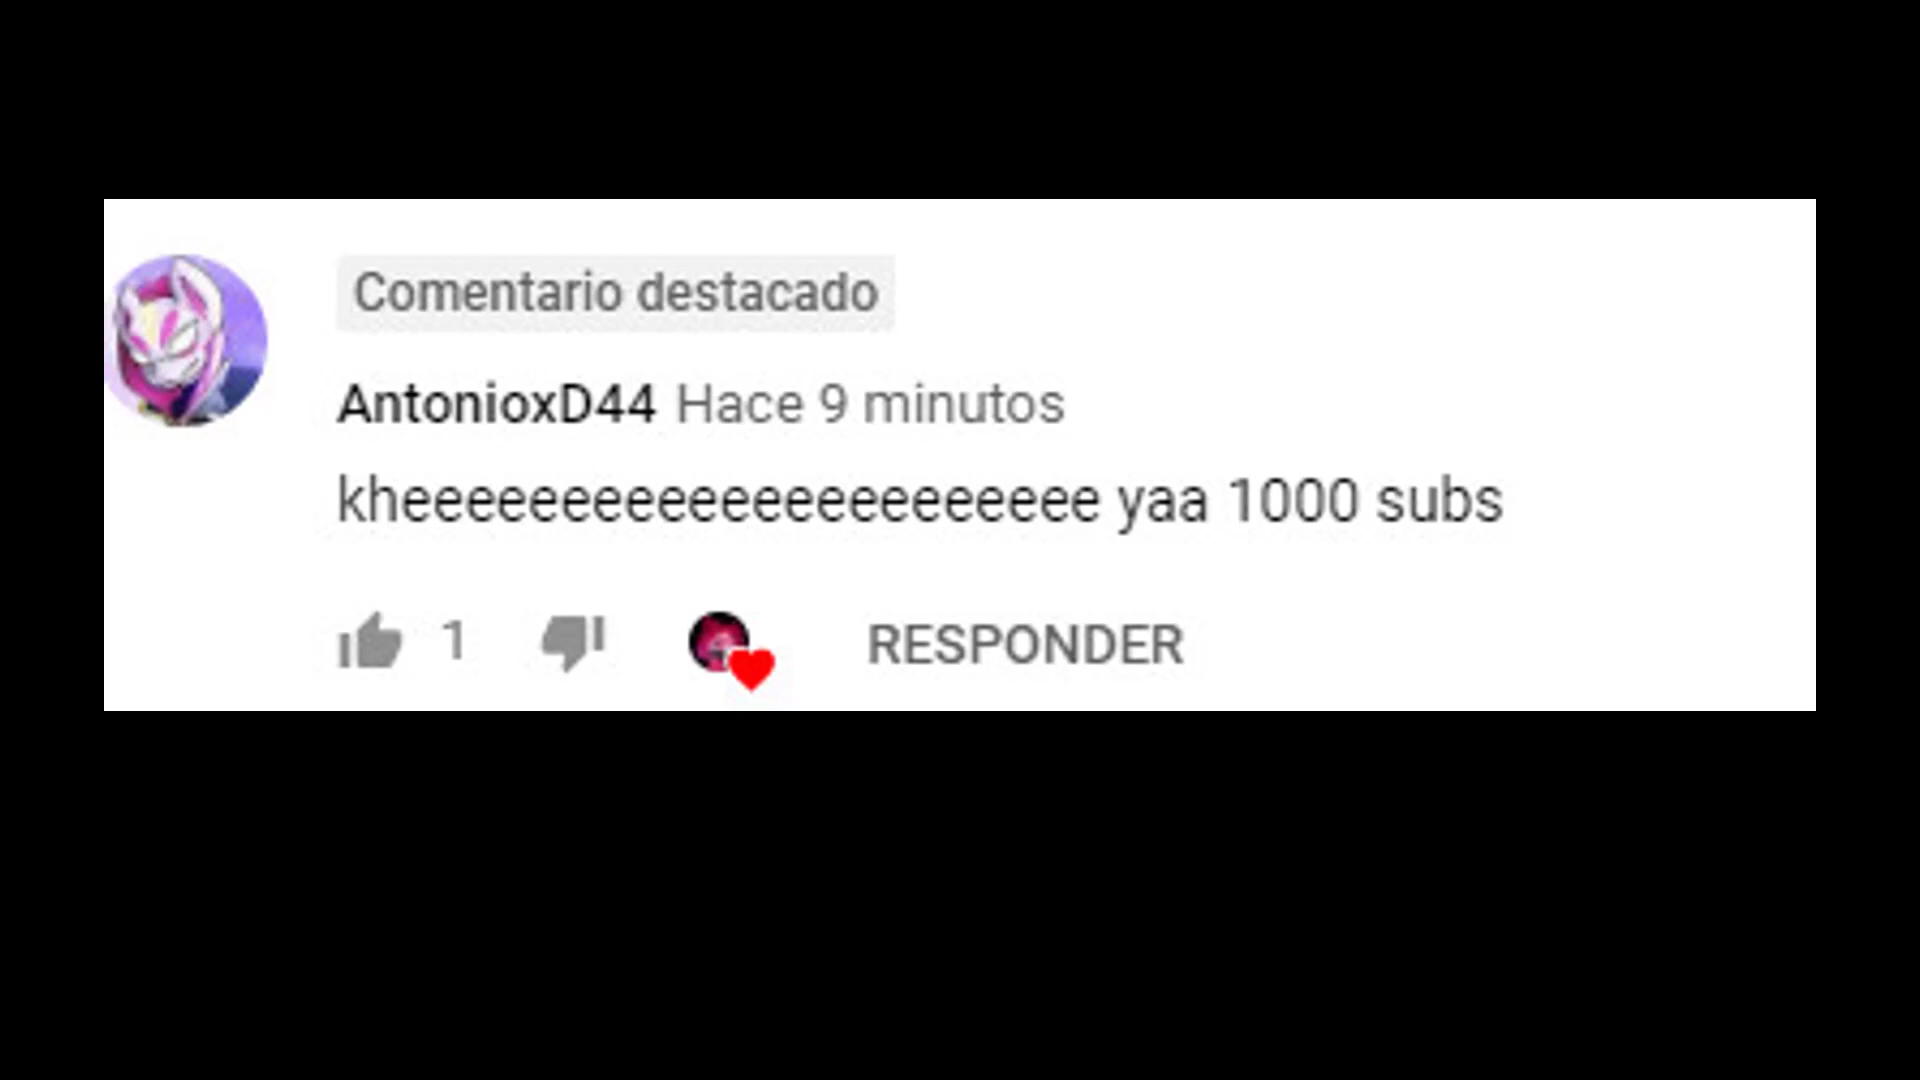 Comentario destacado
AntonioxD44 Hace 9 minutos
kheeeeeeeeeeeeeeeeeeeeee yaa 1000 subs
1 RESPONDER